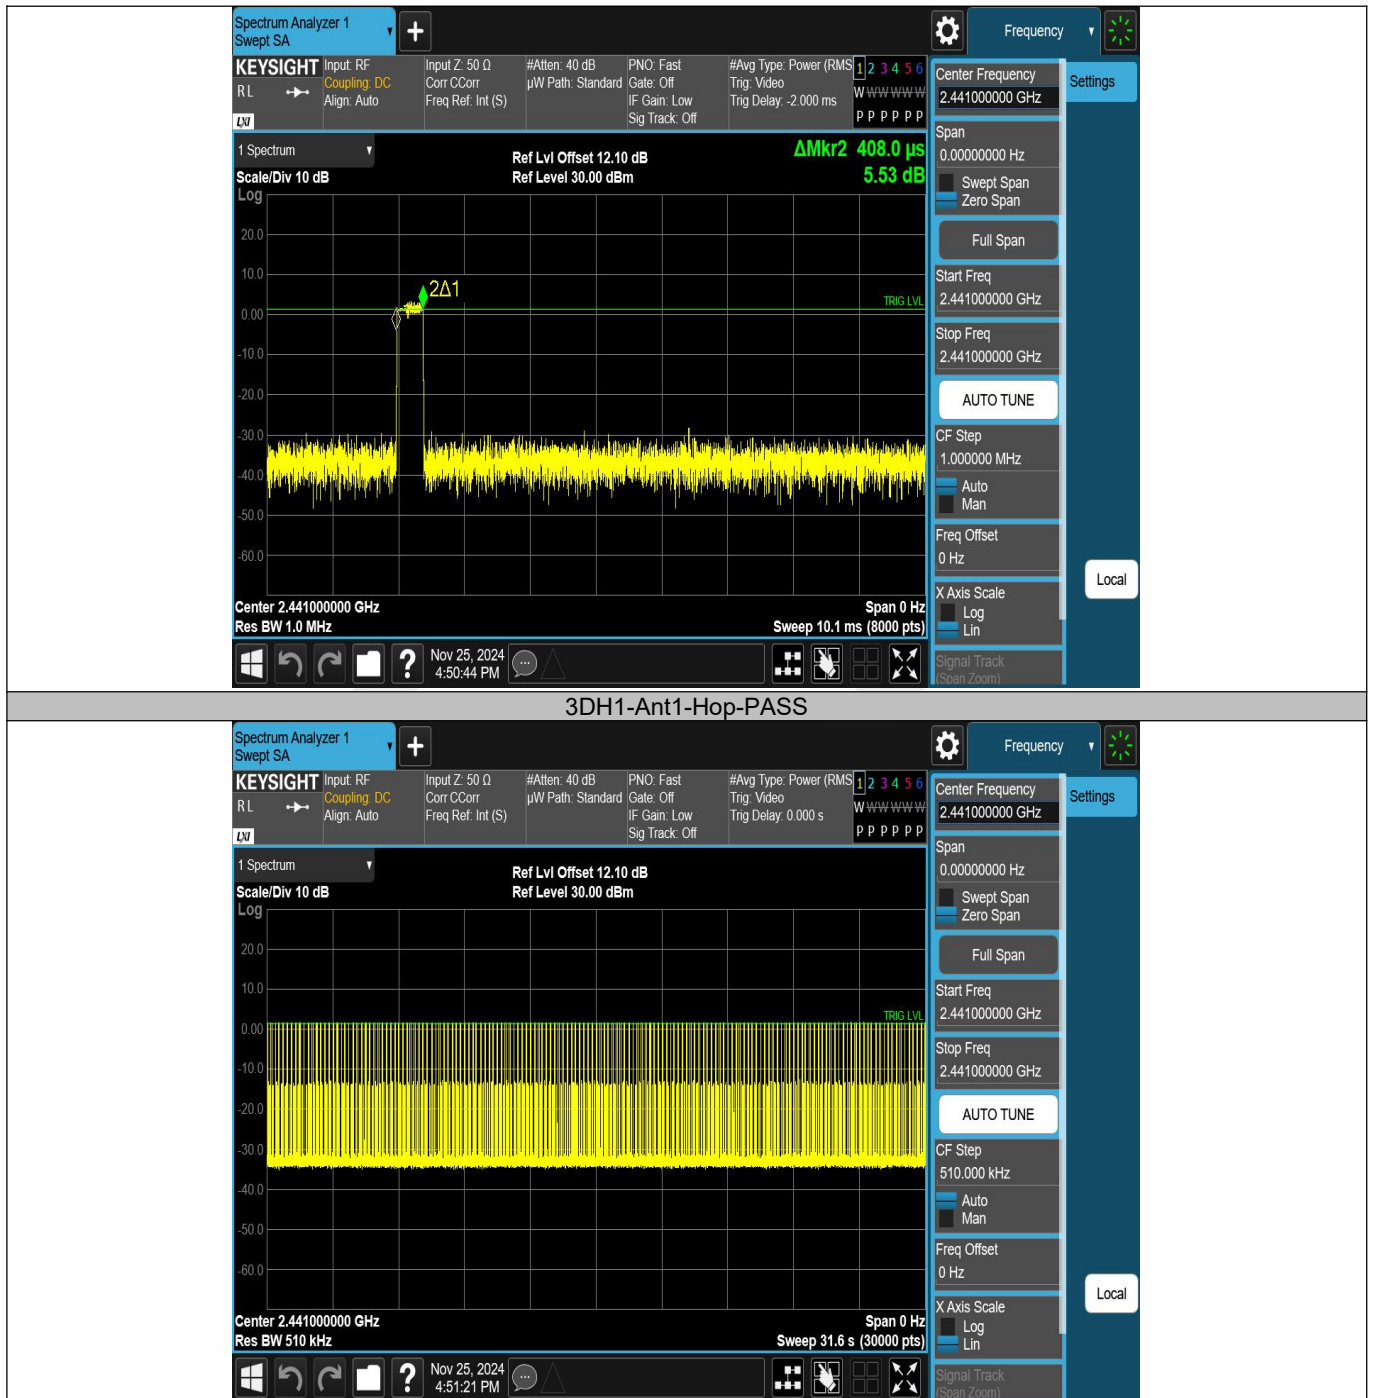 Spectrum Analyzer 1
Swept SA
Frequency
KEYSIGHT
RL
LXI
Input: RF
Coupling: DC
Align: Auto
Input Z: 50 Ω
Corr CCorr
Freq Ref: Int (S)
#Atten: 40 dB
µW Path: Standard
PNO: Fast
Gate: Off
IF Gain: Low
Sig Track: Off
#Avg Type: Power (RMS
Trig: Video
Trig Delay: -2.000 ms
1 2 3 4 5 6
W W W W W W
P P P P P P
1 Spectrum
Scale/Div 10 dB
Ref Lvl Offset 12.10 dB
Ref Level 30.00 dBm
ΔMkr2 408.0 µs
5.53 dB
Log
20.0
10.0
0.00
-10.0
-20.0
-30.0
-40.0
-50.0
-60.0
2Δ1
TRIG LVL
Center 2.441000000 GHz
Res BW 1.0 MHz
Span 0 Hz
Sweep 10.1 ms (8000 pts)
Nov 25, 2024
4:50:44 PM
Center Frequency
2.441000000 GHz
Span
0.00000000 Hz
Swept Span
Zero Span
Full Span
Start Freq
2.441000000 GHz
Stop Freq
2.441000000 GHz
AUTO TUNE
CF Step
1.000000 MHz
Auto
Man
Freq Offset
0 Hz
X Axis Scale
Log
Lin
Signal Track
(Span Zoom)
Settings
Local
3DH1-Ant1-Hop-PASS
Spectrum Analyzer 1
Swept SA
Frequency
KEYSIGHT
RL
LXI
Input: RF
Coupling: DC
Align: Auto
Input Z: 50 Ω
Corr CCorr
Freq Ref: Int (S)
#Atten: 40 dB
µW Path: Standard
PNO: Fast
Gate: Off
IF Gain: Low
Sig Track: Off
#Avg Type: Power (RMS
Trig: Video
Trig Delay: 0.000 s
1 2 3 4 5 6
W W W W W W
P P P P P P
1 Spectrum
Scale/Div 10 dB
Ref Lvl Offset 12.10 dB
Ref Level 30.00 dBm
Log
20.0
10.0
0.00
-10.0
-20.0
-30.0
-40.0
-50.0
-60.0
TRIG LVL
Center 2.441000000 GHz
Res BW 510 kHz
Span 0 Hz
Sweep 31.6 s (30000 pts)
Nov 25, 2024
4:51:21 PM
Center Frequency
2.441000000 GHz
Span
0.00000000 Hz
Swept Span
Zero Span
Full Span
Start Freq
2.441000000 GHz
Stop Freq
2.441000000 GHz
AUTO TUNE
CF Step
510.000 kHz
Auto
Man
Freq Offset
0 Hz
X Axis Scale
Log
Lin
Signal Track
(Span Zoom)
Settings
Local